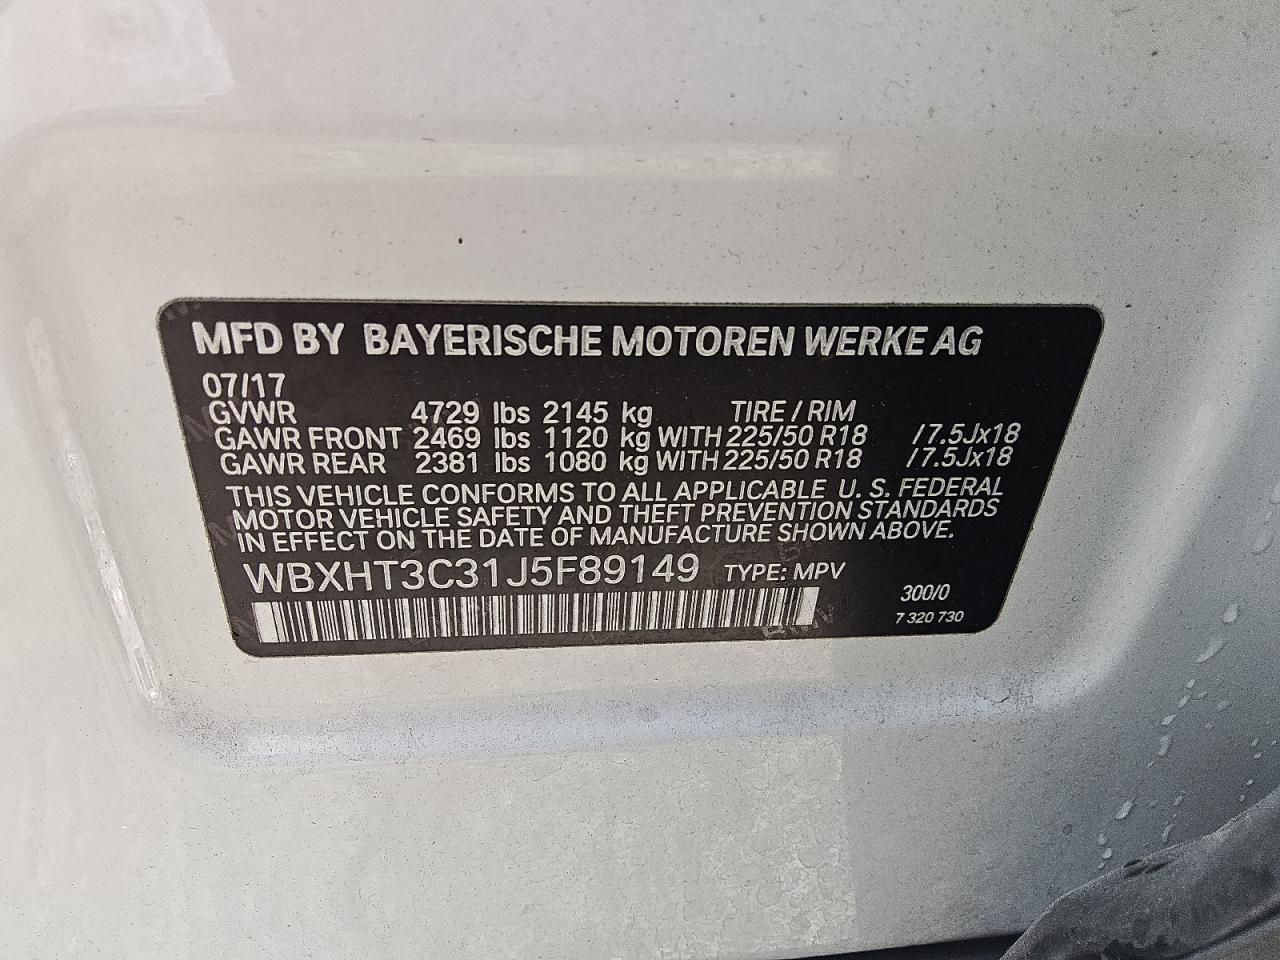 MFD BY BAYERISCHE MOTOREN WERKE AG
07/17
GVWR 4729 lbs 2145 kg TIRE / RIM
GAWR FRONT 2469 lbs 1120 kg WITH 225/50 R18 / 7.5Jx18
GAWR REAR 2381 lbs 1080 kg WITH 225/50 R18 / 7.5Jx18
THIS VEHICLE CONFORMS TO ALL APPLICABLE U. S. FEDERAL
MOTOR VEHICLE SAFETY AND THEFT PREVENTION STANDARDS
IN EFFECT ON THE DATE OF MANUFACTURE SHOWN ABOVE.
WBXHT3C31J5F89149 TYPE: MPV
300/0
7 320 730